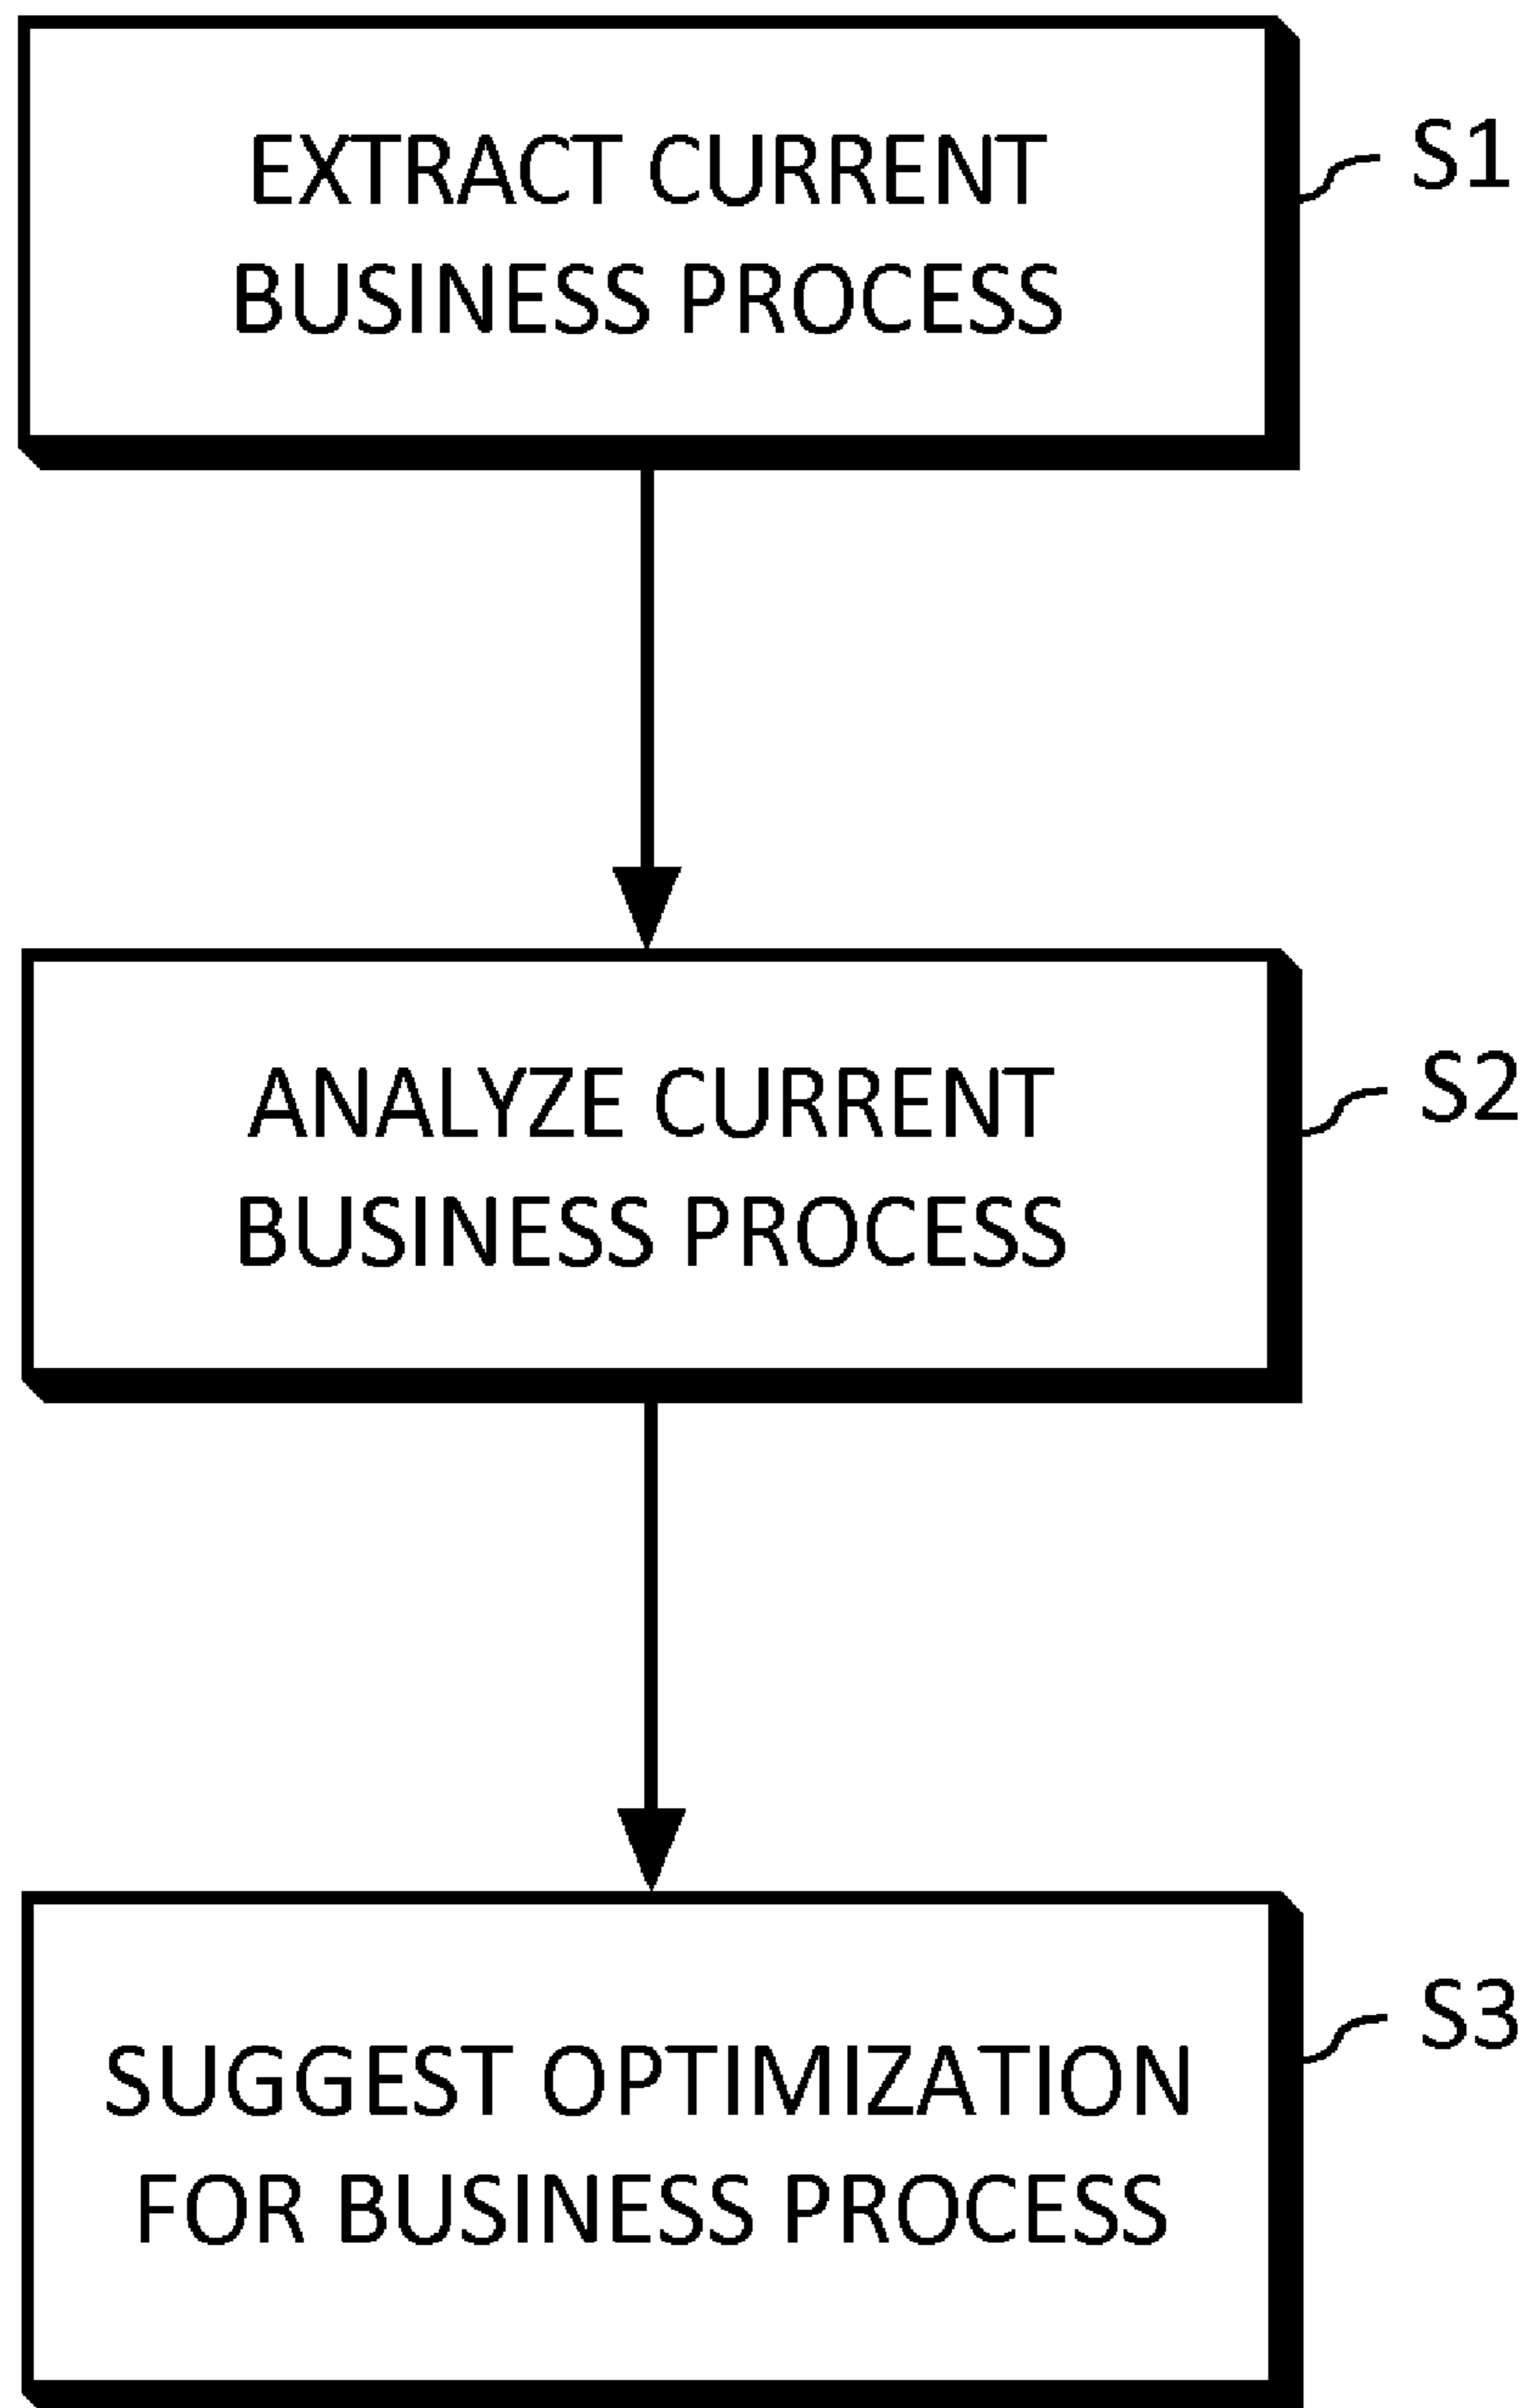 EXTRACT CURRENT
BUSINESS PROCESS
S1
ANALYZE CURRENT
BUSINESS PROCESS
S2
SUGGEST OPTIMIZATION
FOR BUSINESS PROCESS
S3